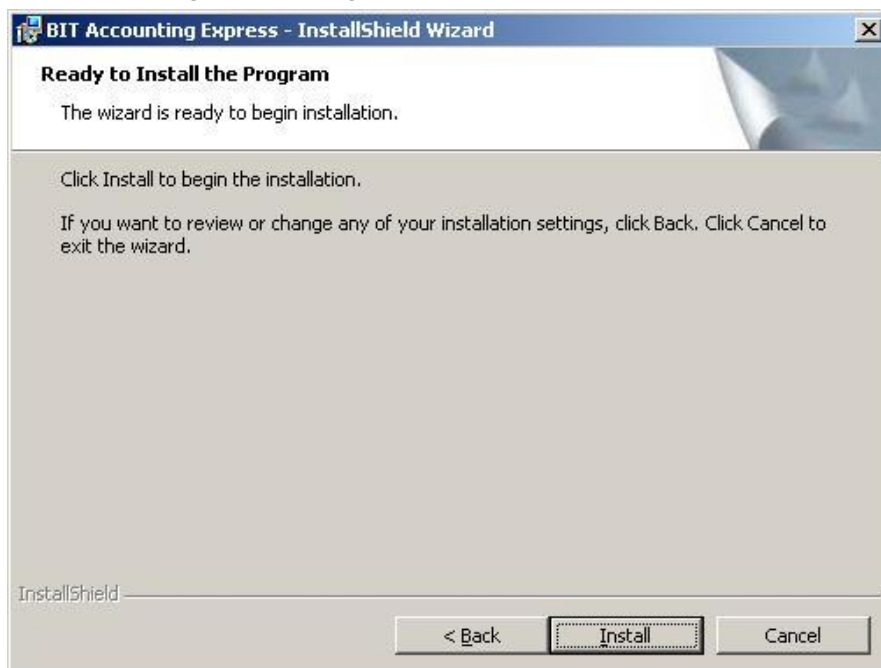 BIT Accounting Express - InstallShield Wizard
Ready to Install the Program
The wizard is ready to begin installation.
Click Install to begin the installation.
If you want to review or change any of your installation settings, click Back. Click Cancel to
exit the wizard.
InstallShield
< Back Install Cancel